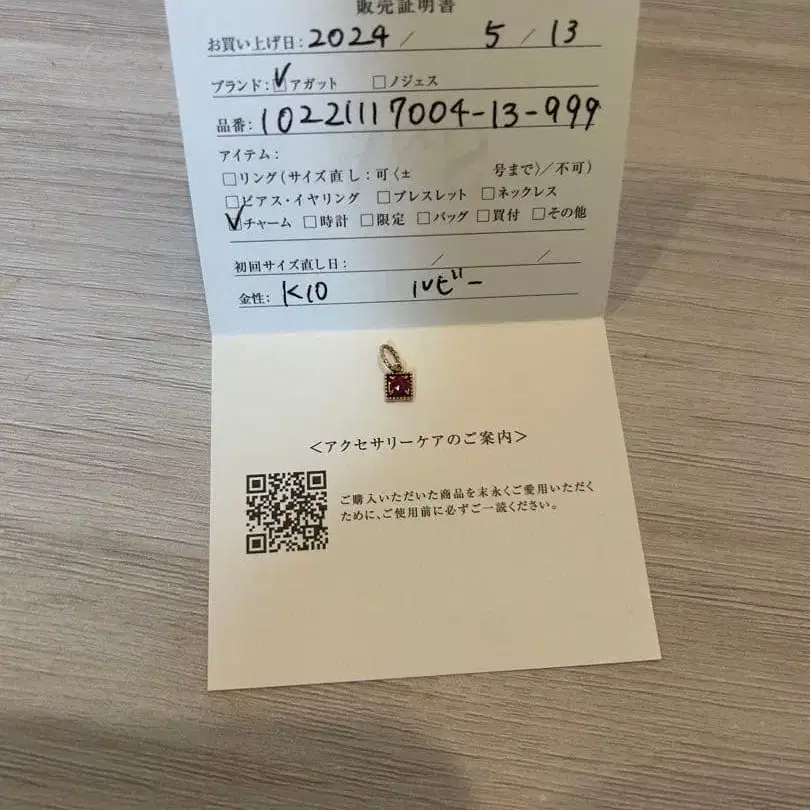 販売証明書
お買い上げ日: 2024 / 5 / 13
ブランド: ☑アガット □ノジェス
品番: 10221117004-13-999
アイテム:
□リング(サイズ直し: 可〈± 号まで〉/不可)
□ピアス・イヤリング □ブレスレット □ネックレス
☑チャーム □時計 □限定 □バッグ □買付 □その他
初回サイズ直し日: / /
金性: K10 ルビー
<アクセサリーケアのご案内>
ご購入いただいた商品を末永くご愛用いただく
ために、ご使用前に必ずご一読ください。